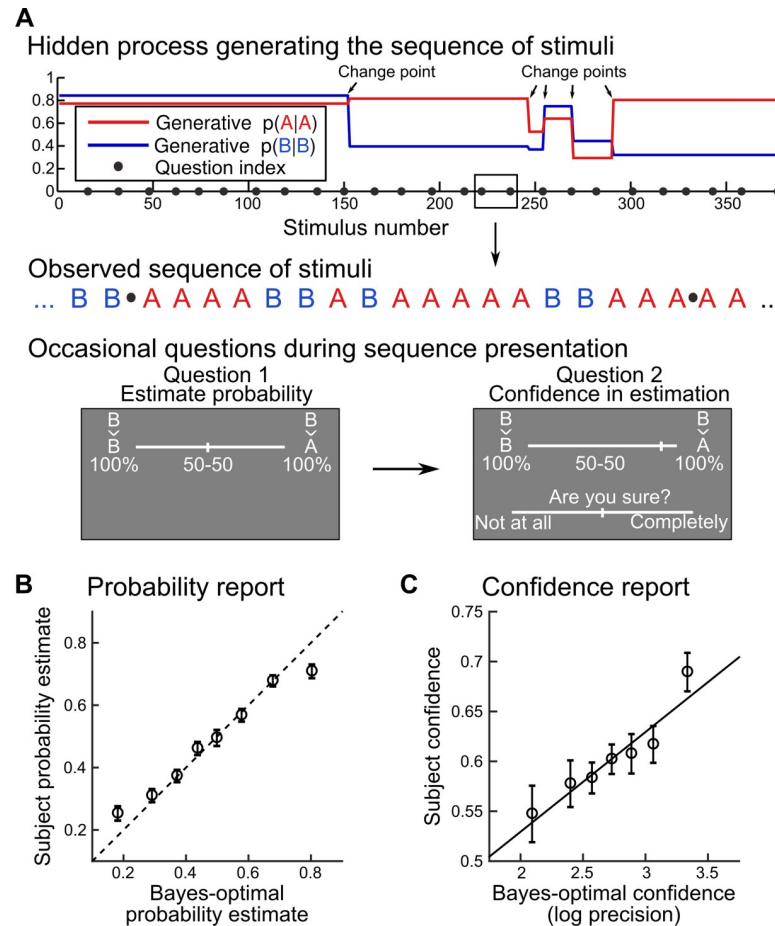 A
Hidden process generating the sequence of stimuli
Change point
Change points
1
0.8
0.6
0.4
0.2
0
Generative p(A|A)
Generative p(B|B)
Question index
1 50 100 150 200 250 300 350
Stimulus number
Observed sequence of stimuli
... B B • A A A A B B A B A A A A A B B A A A • A A ..
Occasional questions during sequence presentation
Question 1
Estimate probability
B
B
100%
50-50
B
A
100%
Question 2
Confidence in estimation
B
B
100%
50-50
B
A
100%
Are you sure?
Not at all
Completely
B Probability report
Subject probability estimate
0.8
0.6
0.4
0.2
0.2 0.4 0.6 0.8
Bayes-optimal
probability estimate
C Confidence report
Subject confidence
0.75
0.7
0.65
0.6
0.55
0.5
2 2.5 3 3.5
Bayes-optimal confidence
(log precision)